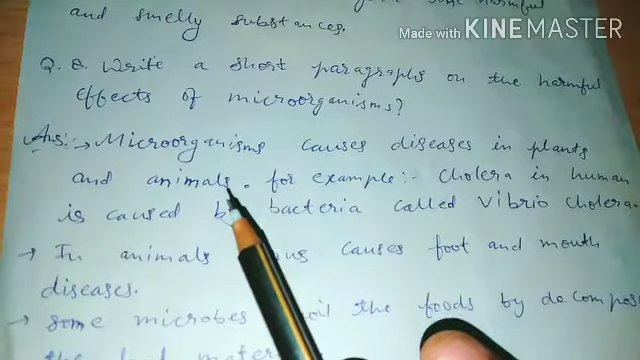 and smelly substances.
Made with KINEMASTER
Q. 8. Write a short paragraphs on the harmful
effects of microorganisms?
Ans:→ Microorganisms causes diseases in plants
and animals. for example:- Cholera in human
is caused bacteria called Vibrio cholera.
→ In animals causes foot and mouth
diseases.
→ Some microbes the foods by decompos
the